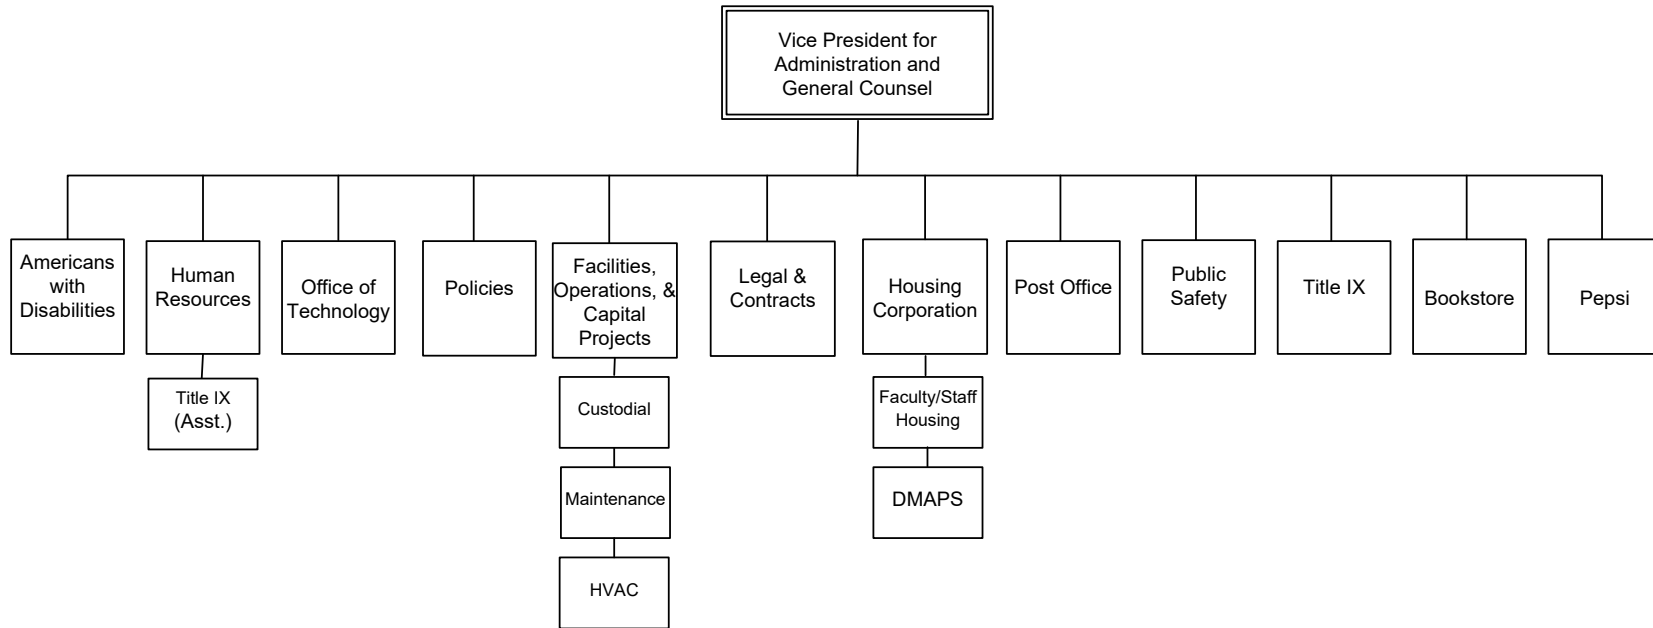 Vice President for
Administration and
General Counsel
Americans
with
Disabilities
Human
Resources
Office of
Technology
Policies
Facilities,
Operations, &
Capital
Projects
Legal &
Contracts
Housing
Corporation
Post Office
Public
Safety
Title IX
Bookstore
Pepsi
Title IX
(Asst.)
Custodial
Faculty/Staff
Housing
Maintenance
DMAPS
HVAC